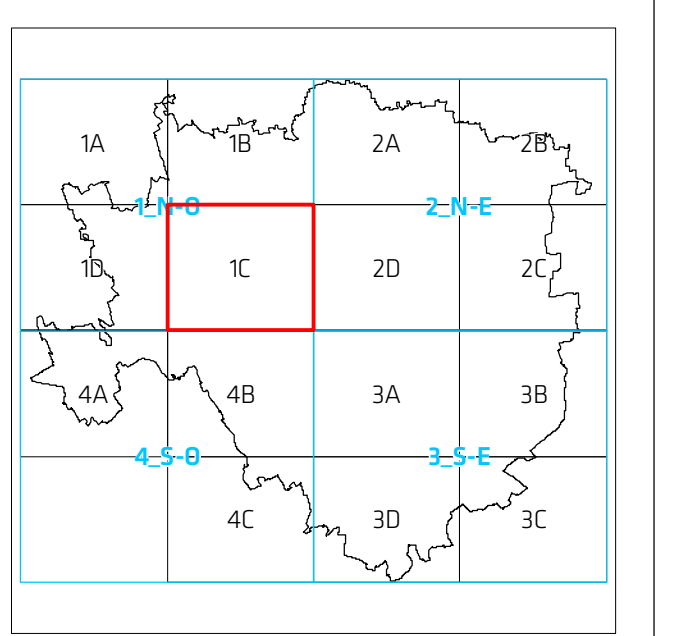 1A 1B 2A 2B
1_N-O 2_N-E
1D 1C 2D 2C
4A 4B 3A 3B
4_S-O 3_S-E
4C 3D 3C